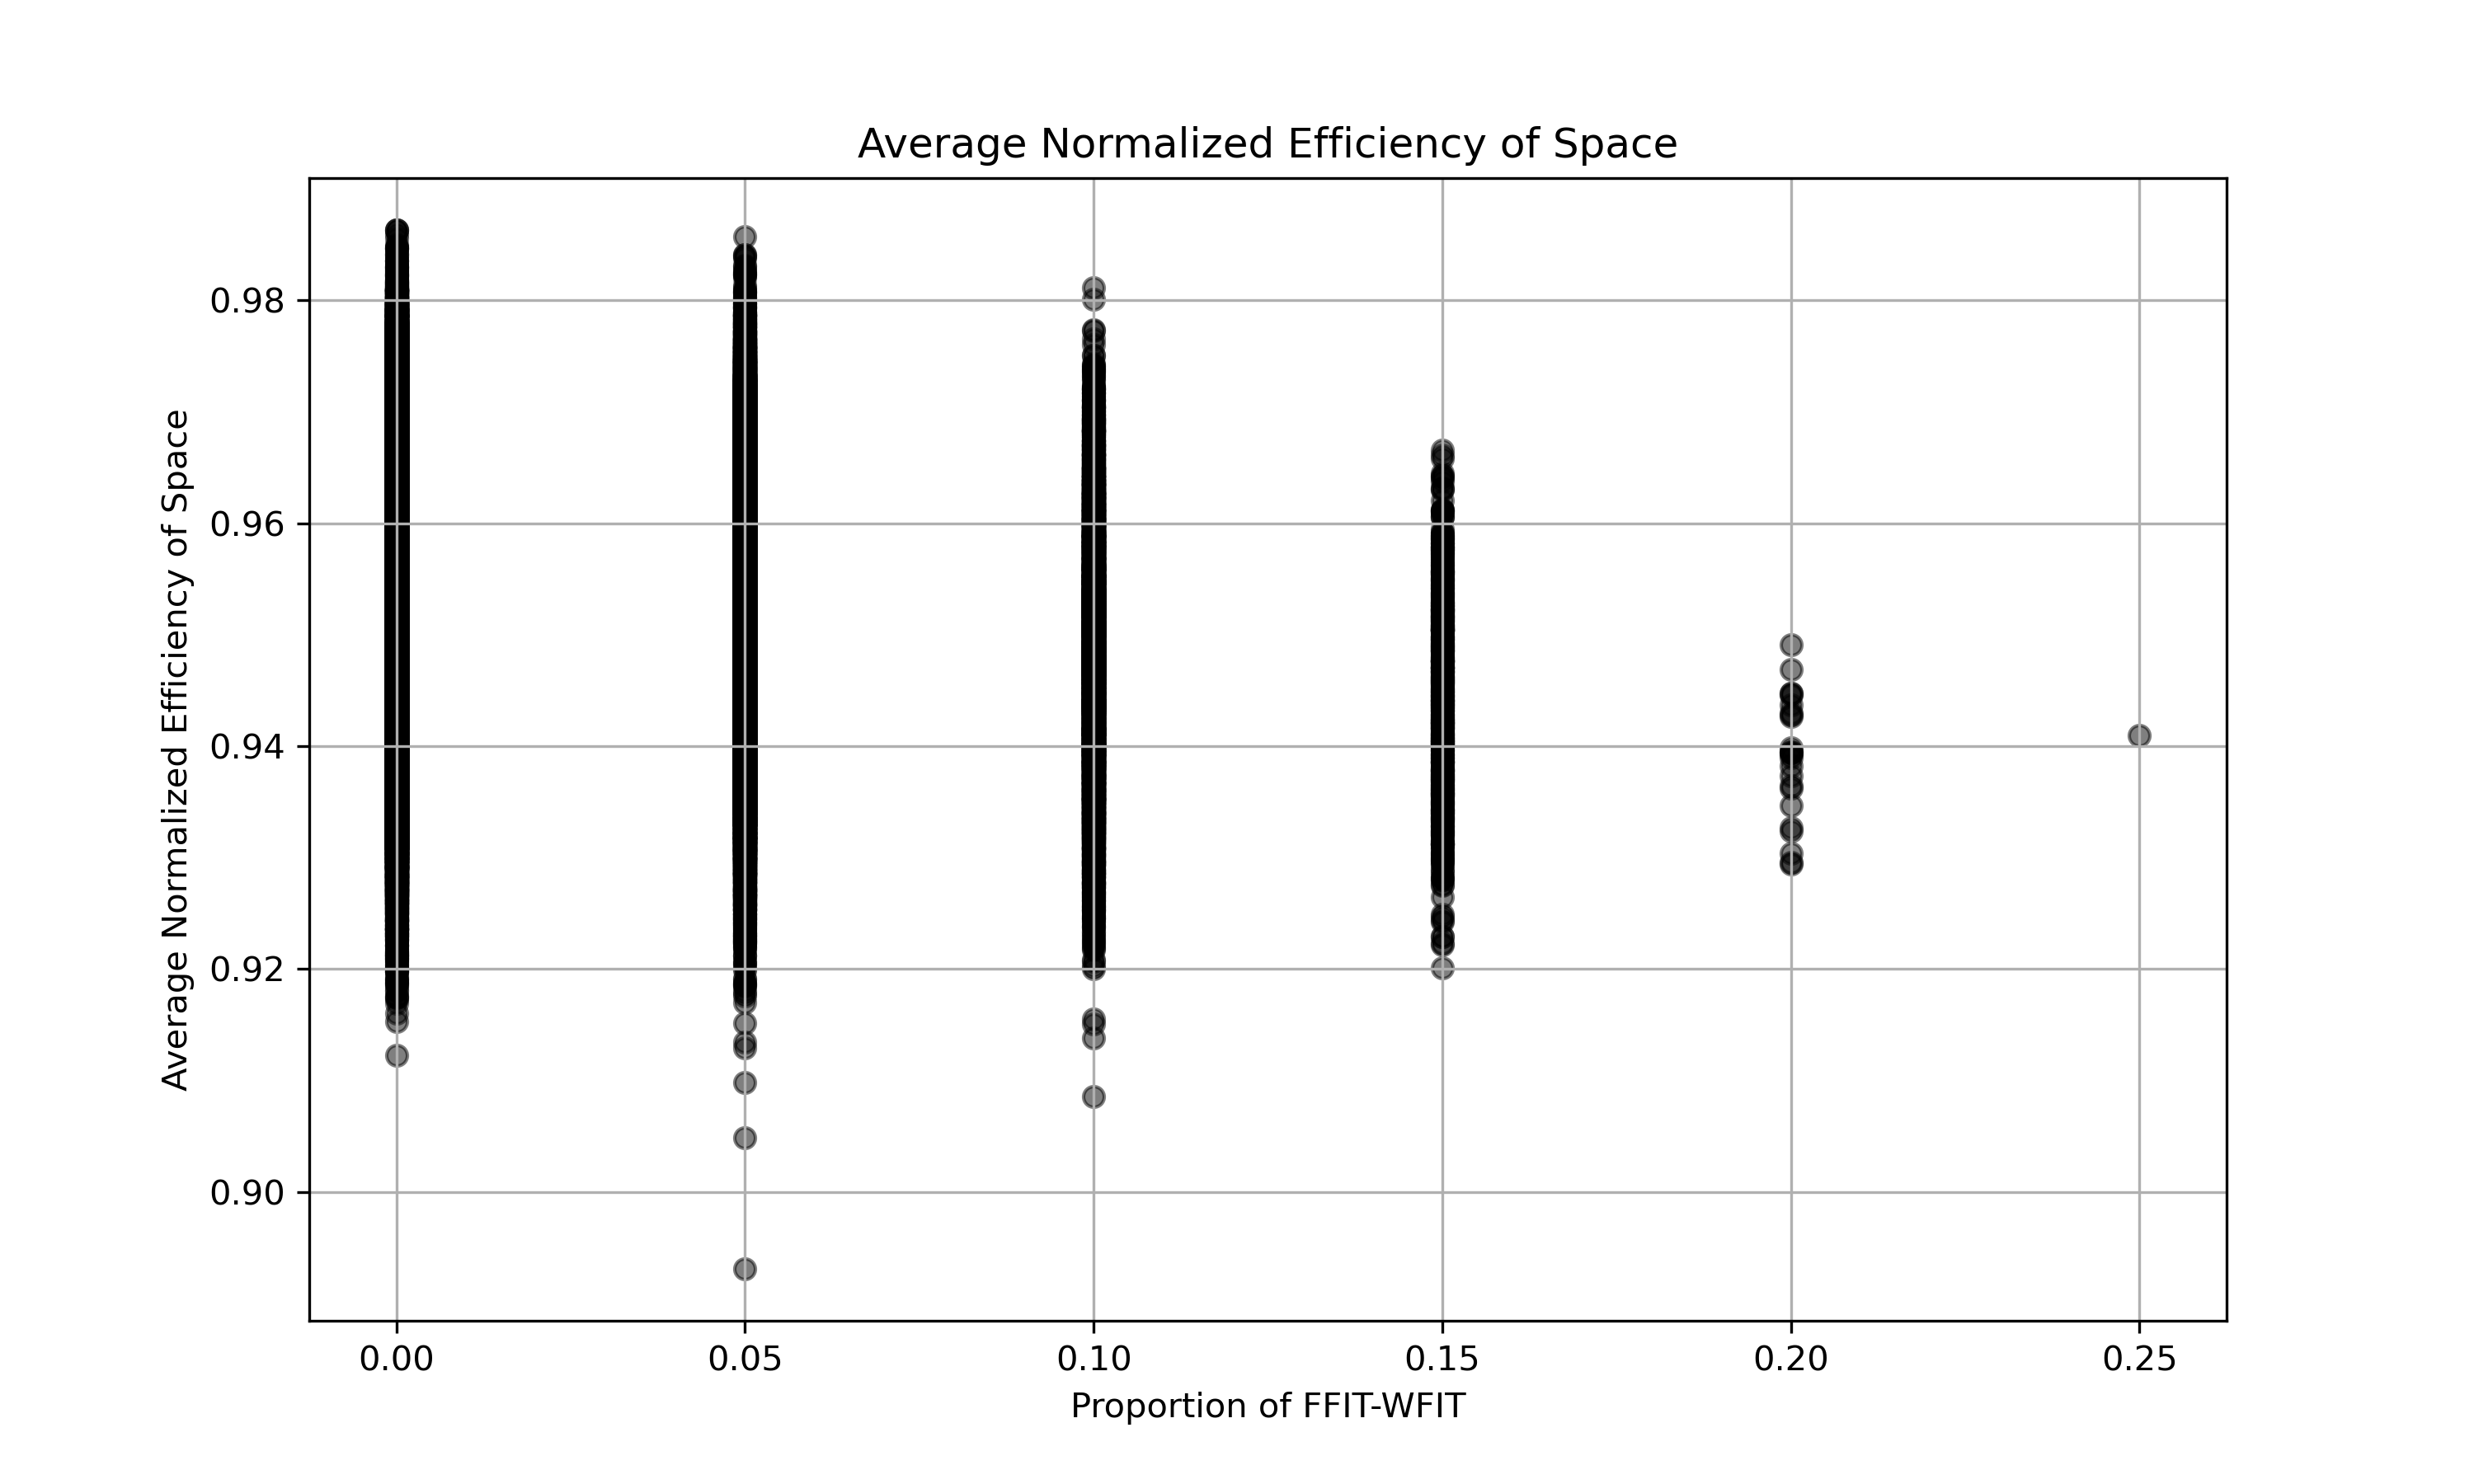 Average Normalized Efficiency of Space
Average Normalized Efficiency of Space
0.98
0.96
0.94
0.92
0.90
0.00 0.05 0.10 0.15 0.20 0.25
Proportion of FFIT-WFIT